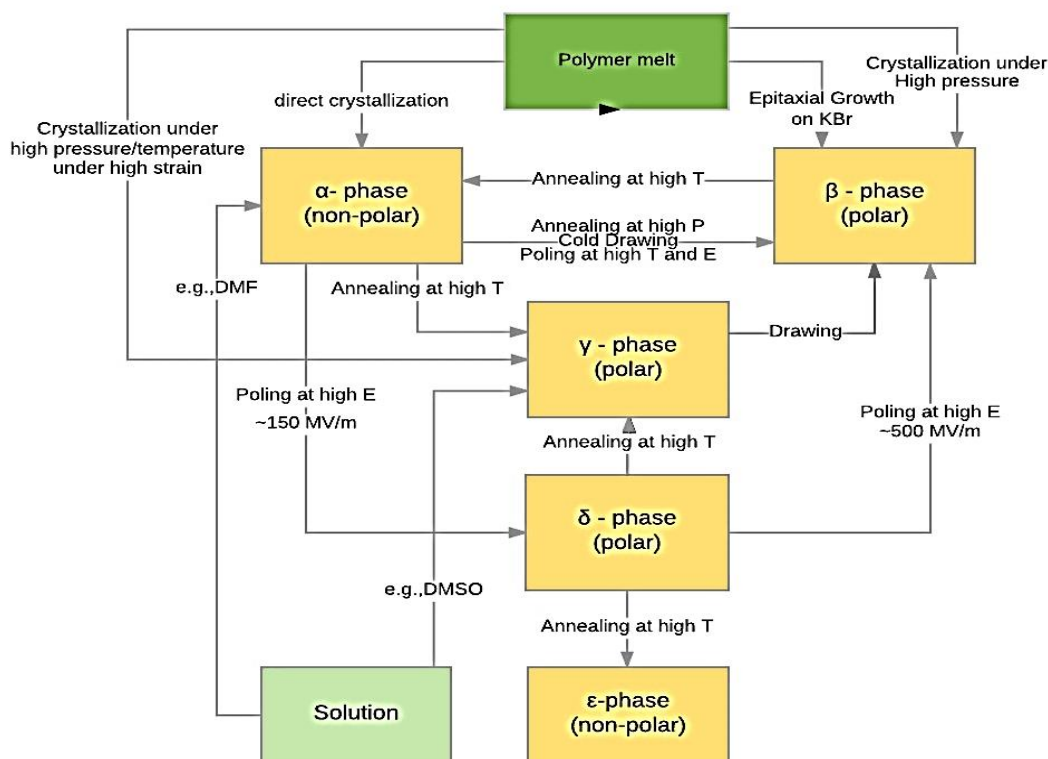 Polymer melt
Crystallization under
High pressure
direct crystallization
Epitaxial Growth
on KBr
Crystallization under
high pressure/temperature
under high strain
α- phase
(non-polar)
Annealing at high T
β - phase
(polar)
Annealing at high P
Cold Drawing
Poling at high T and E
e.g.,DMF
Annealing at high T
γ - phase
(polar)
Drawing
Poling at high E
~150 MV/m
Poling at high E
~500 MV/m
Annealing at high T
δ - phase
(polar)
e.g.,DMSO
Annealing at high T
Solution
ε-phase
(non-polar)